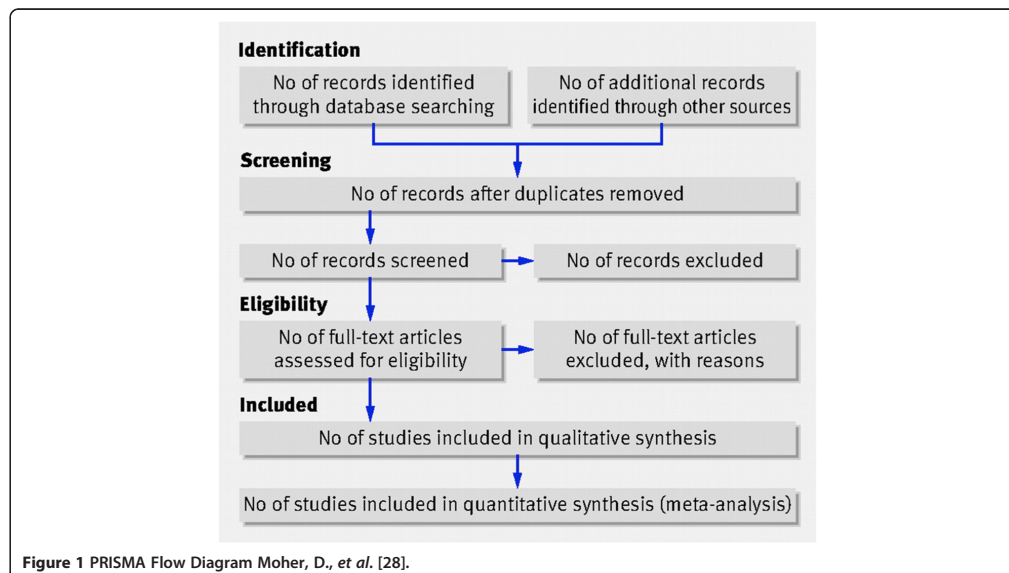 Identification
No of records identified
through database searching
No of additional records
identified through other sources
Screening
No of records after duplicates removed
No of records screened
No of records excluded
Eligibility
No of full-text articles
assessed for eligibility
No of full-text articles
excluded, with reasons
Included
No of studies included in qualitative synthesis
No of studies included in quantitative synthesis (meta-analysis)
Figure 1 PRISMA Flow Diagram Moher, D., et al. [28].